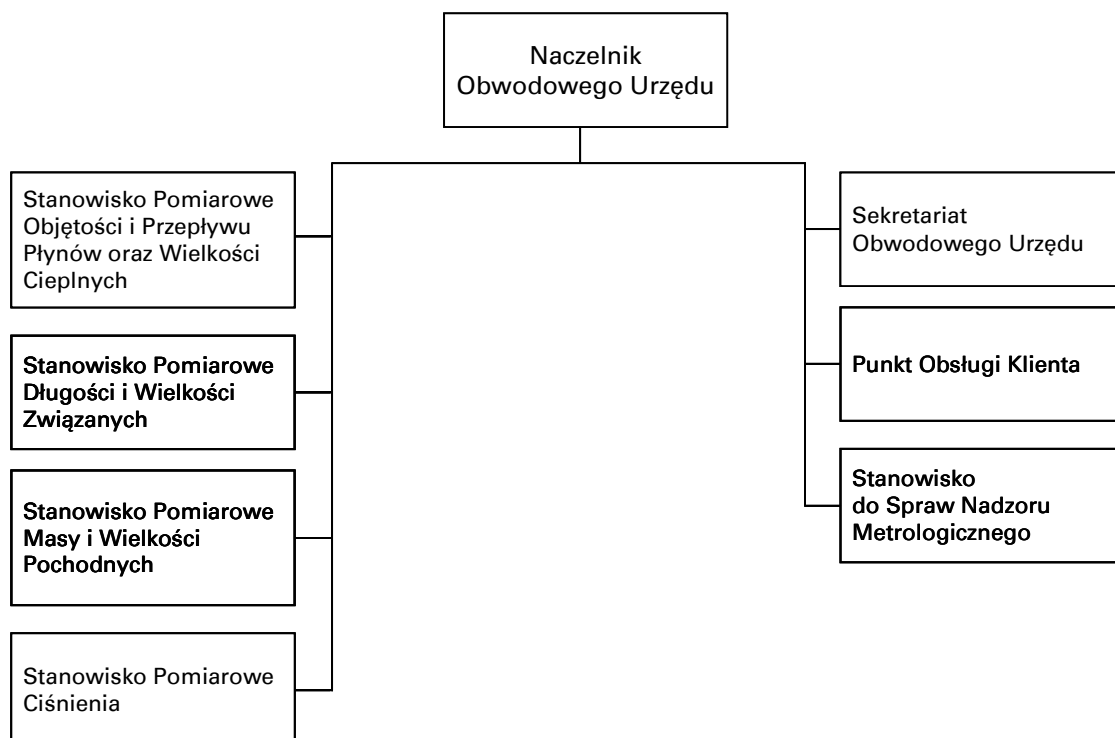 Naczelnik
Obwodowego Urzędu
Stanowisko Pomiarowe
Objętości i Przepływu
Płynów oraz Wielkości
Cieplnych
Stanowisko Pomiarowe
Długości i Wielkości
Związanych
Stanowisko Pomiarowe
Masy i Wielkości
Pochodnych
Stanowisko Pomiarowe
Ciśnienia
Sekretariat
Obwodowego Urzędu
Punkt Obsługi Klienta
Stanowisko
do Spraw Nadzoru
Metrologicznego